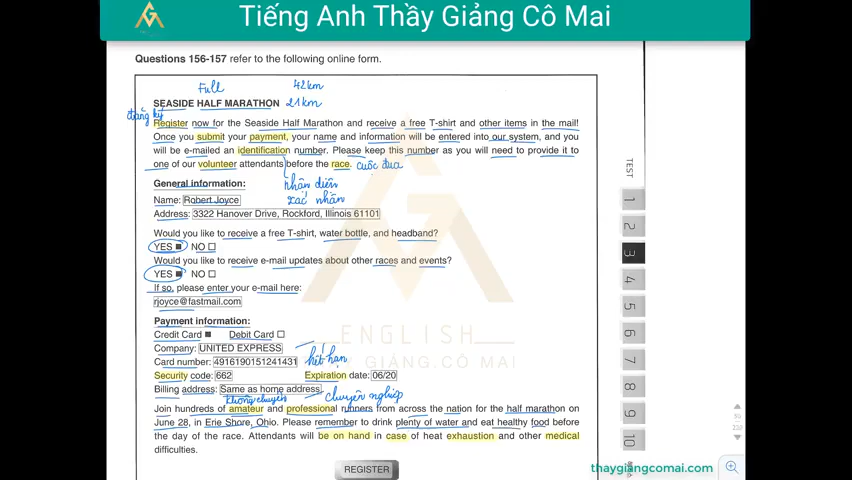 Tiếng Anh Thầy Giảng Cô Mai
Questions 156-157 refer to the following online form.
Full 42km
SEASIDE HALF MARATHON 21km
đăng ký
Register now for the Seaside Half Marathon and receive a free T-shirt and other items in the mail!
Once you submit your payment, your name and information will be entered into our system, and you
will be e-mailed an identification number. Please keep this number as you will need to provide it to
one of our volunteer attendants before the race. cuộc đua
General information: nhận diện
Name: Robert Joyce xác nhận
Address: 3322 Hanover Drive, Rockford, Illinois 61101
Would you like to receive a free T-shirt, water bottle, and headband?
YES NO
Would you like to receive e-mail updates about other races and events?
YES NO
If so, please enter your e-mail here:
rjoyce@fastmail.com
Payment information:
ENGLISH
Credit Card Debit Card
Company: UNITED EXPRESS
Card number: 4916190151241431 hết hạn
THẦY GIẢNG.CÔ MAI
Security code: 662 Expiration date: 06/20
Billing address: Same as home address
không chuyên chuyên nghiệp
Join hundreds of amateur and professional runners from across the nation for the half marathon on
June 28, in Erie Shore, Ohio. Please remember to drink plenty of water and eat healthy food before
the day of the race. Attendants will be on hand in case of heat exhaustion and other medical
difficulties.
REGISTER
TEST
1
2
3
4
5
6
7
8
9
10
thaygiangcomai.com